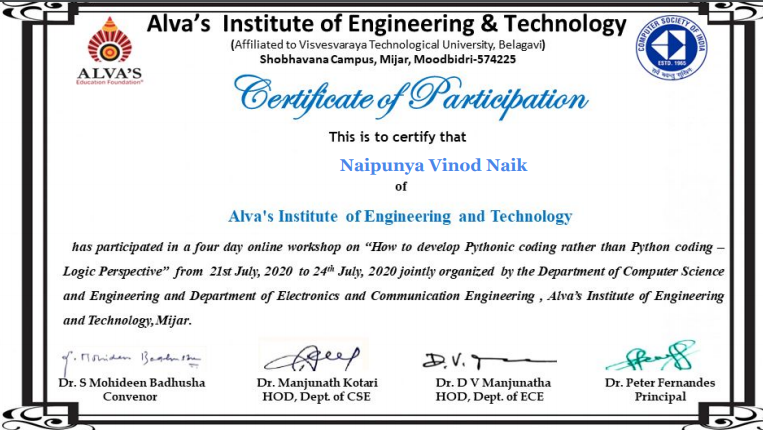 Alva's Institute of Engineering & Technology
(Affiliated to Visvesvaraya Technological University, Belagavi)
Shobhavana Campus, Mijar, Moodbidri-574225
ALVA'S
Education Foundation®
COMPUTER SOCIETY OF INDIA
ESTD. 1965
Certificate of Participation
This is to certify that
Naipunya Vinod Naik
of
Alva's Institute of Engineering and Technology
has participated in a four day online workshop on “How to develop Pythonic coding rather than Python coding –
Logic Perspective” from 21st July, 2020 to 24th July, 2020 jointly organized by the Department of Computer Science
and Engineering and Department of Electronics and Communication Engineering , Alva's Institute of Engineering
and Technology,Mijar.
Dr. S Mohideen Badhusha
Convenor
Dr. Manjunath Kotari
HOD, Dept. of CSE
Dr. D V Manjunatha
HOD, Dept. of ECE
Dr. Peter Fernandes
Principal